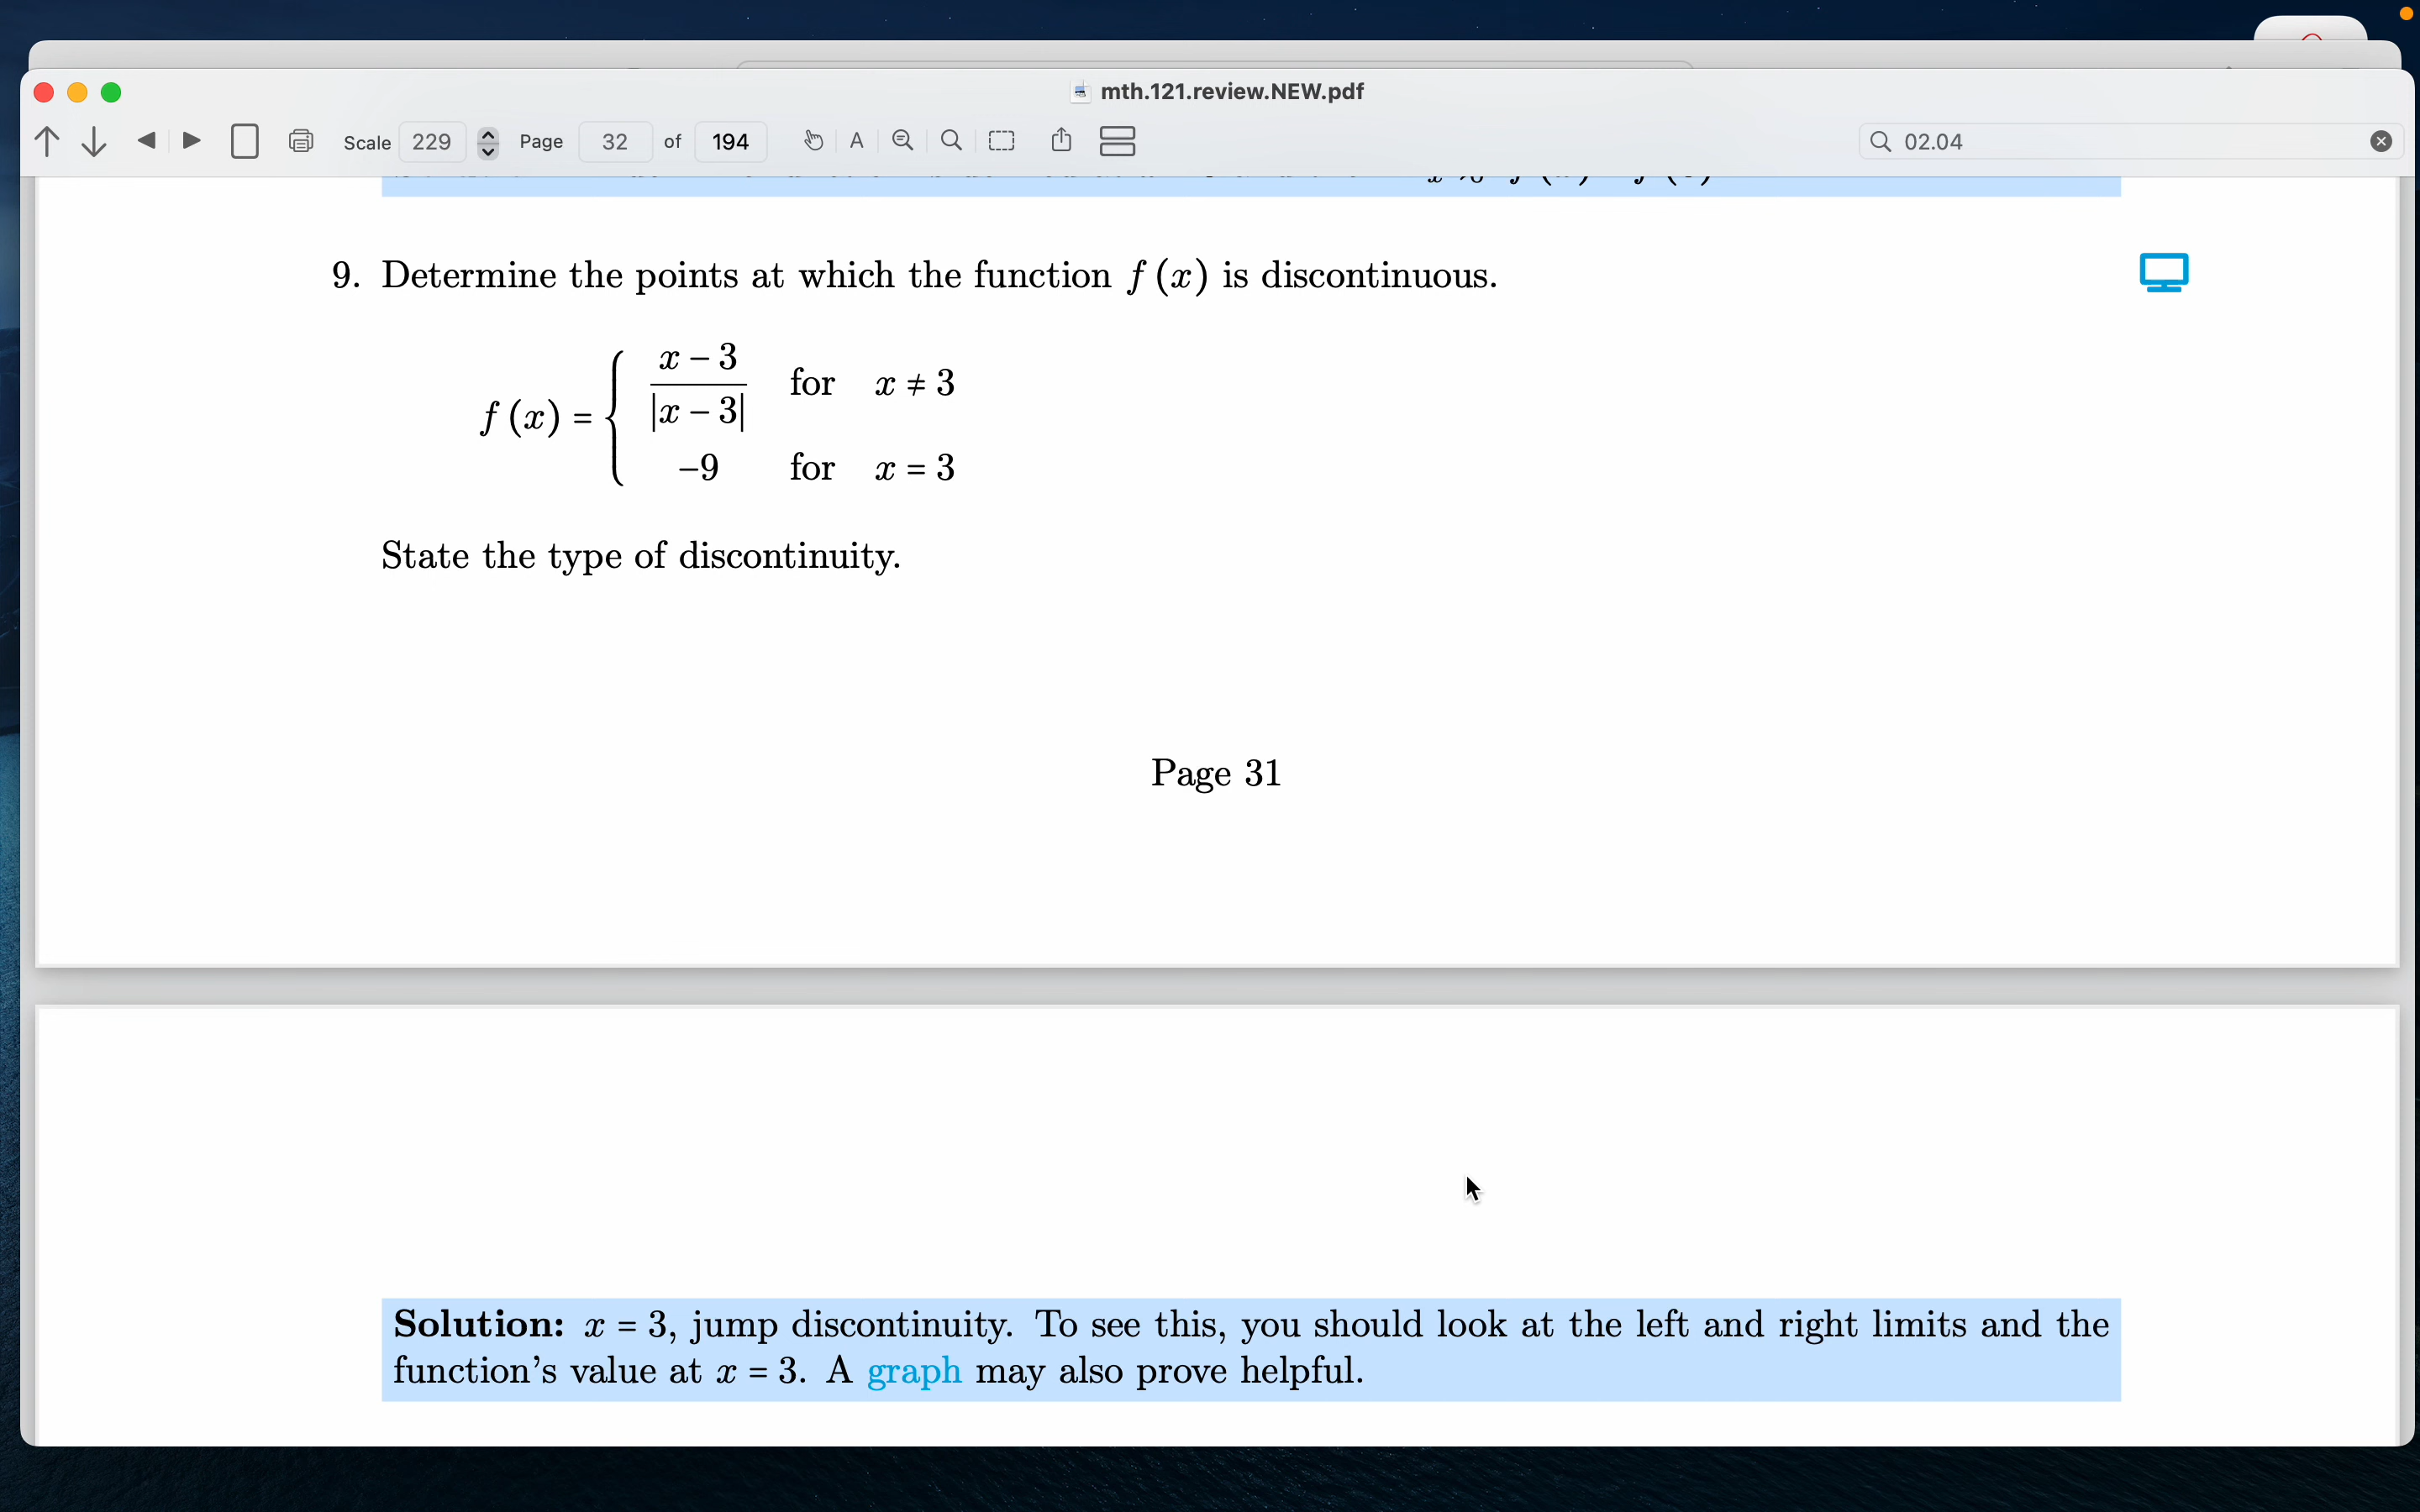 mth.121.review.NEW.pdf
Scale 229 Page 32 of 194 A 02.04
9. Determine the points at which the function f (x) is discontinuous.
f (x) = { x − 3 / |x − 3| for x ≠ 3
−9 for x = 3
State the type of discontinuity.
Page 31
Solution: x = 3, jump discontinuity. To see this, you should look at the left and right limits and the
function’s value at x = 3. A graph may also prove helpful.